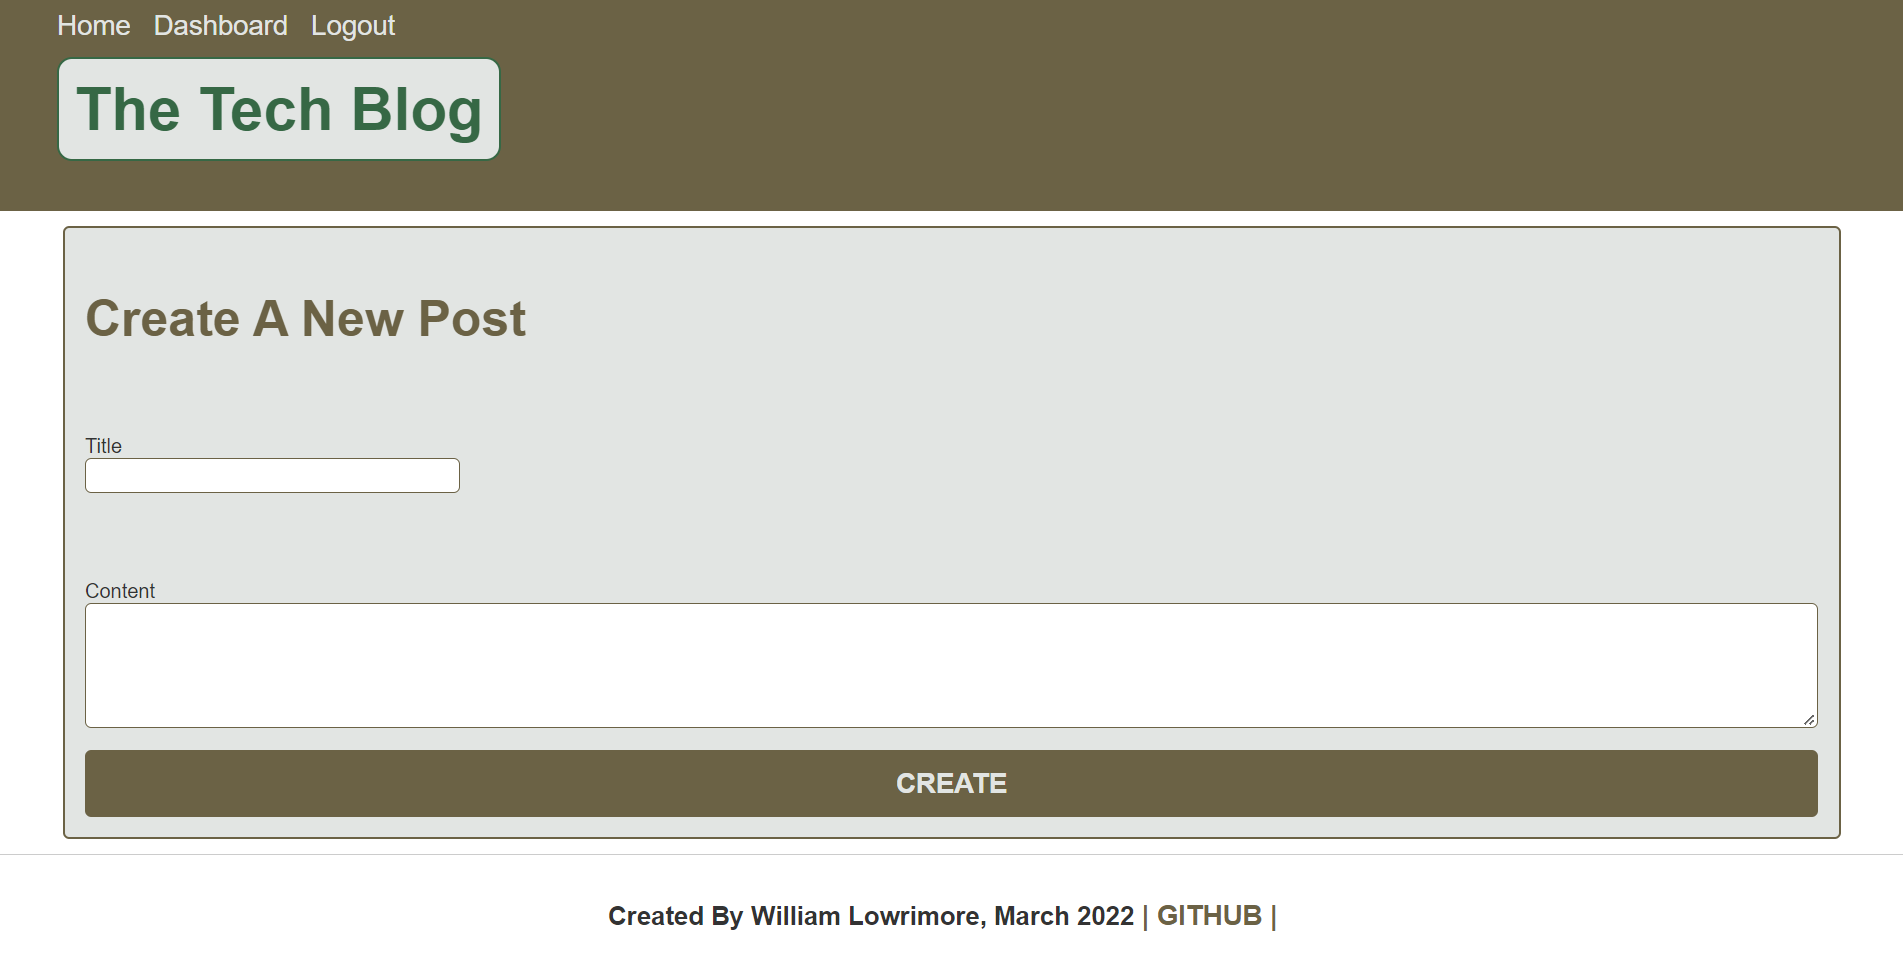 Home Dashboard Logout
The Tech Blog
Create A New Post
Title
Content
CREATE
Created By William Lowrimore, March 2022 | GITHUB |